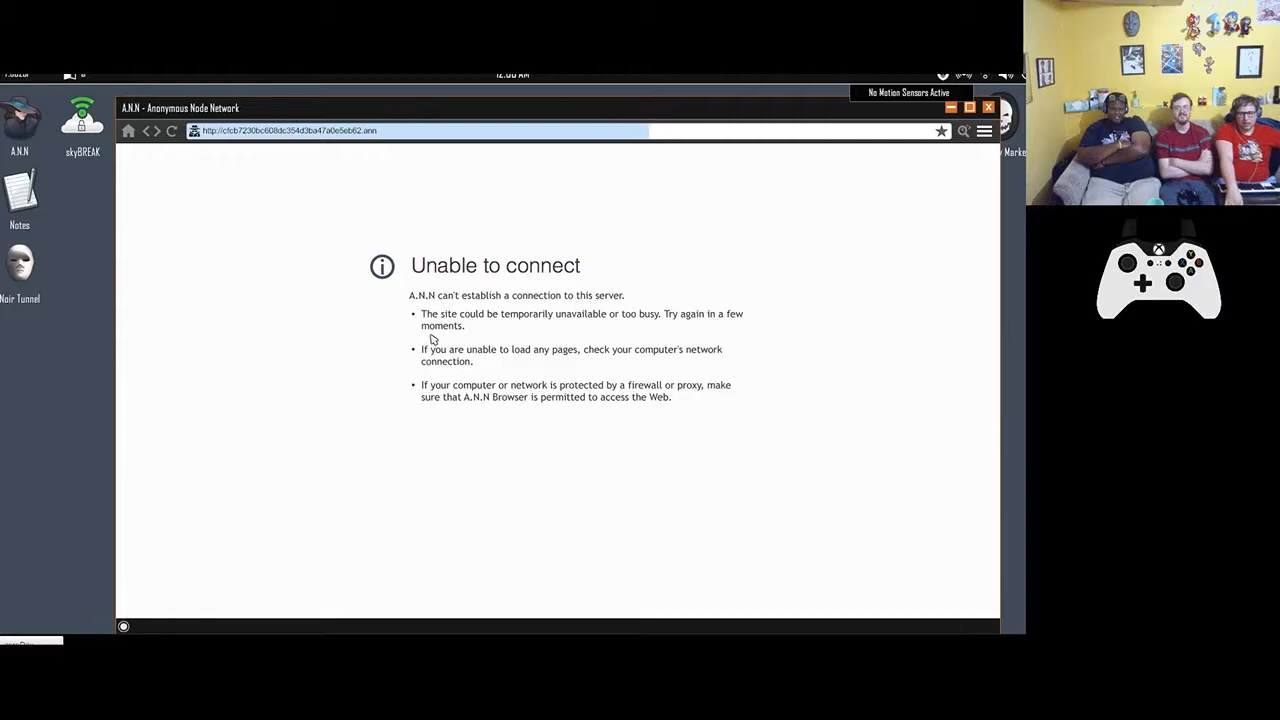 No Motion Sensors Active
A.N.N - Anonymous Node Network
http://cfcb7230bc608dc354d3ba47a0e5eb62.ann
A.N.N
skyBREAK
Notes
Noir Tunnel
Unable to connect
A.N.N can't establish a connection to this server.
• The site could be temporarily unavailable or too busy. Try again in a few
moments.
• If you are unable to load any pages, check your computer's network
connection.
• If your computer or network is protected by a firewall or proxy, make
sure that A.N.N Browser is permitted to access the Web.